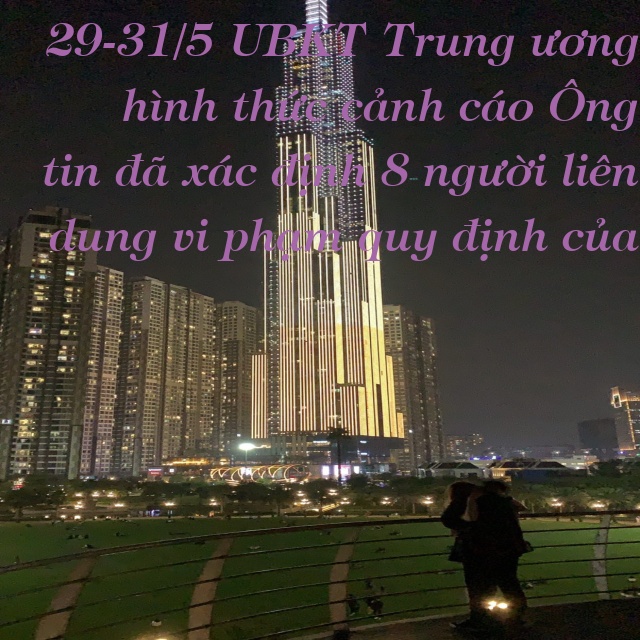 29-31/5 UBKT Trung ương
hình thức cảnh cáo Ông
tin đã xác định 8 người liên
dung vi phạm quy định của